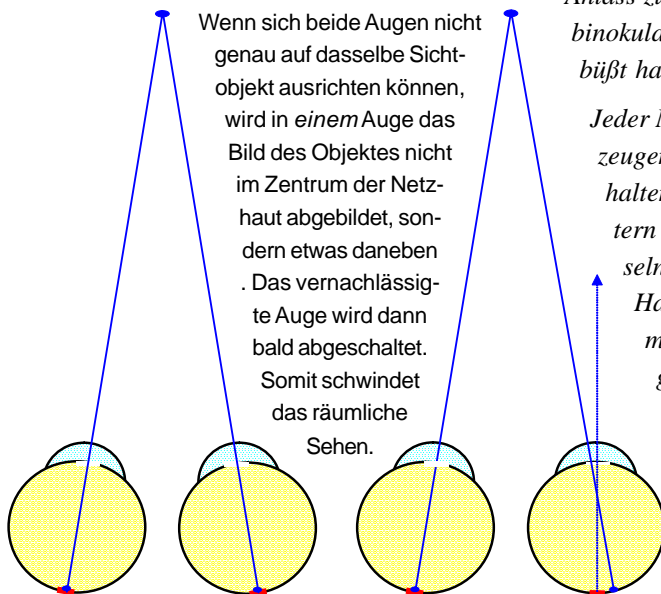 Wenn sich beide Augen nicht
genau auf dasselbe Sicht-
objekt ausrichten können,
wird in einem Auge das
Bild des Objektes nicht
im Zentrum der Netz-
haut abgebildet, son-
dern etwas daneben
. Das vernachlässig-
te Auge wird dann
bald abgeschaltet.
Somit schwindet
das räumliche
Sehen.
binokula
büßt ha
Jeder
zeugen
halten
tern
seln
Ha
m
g